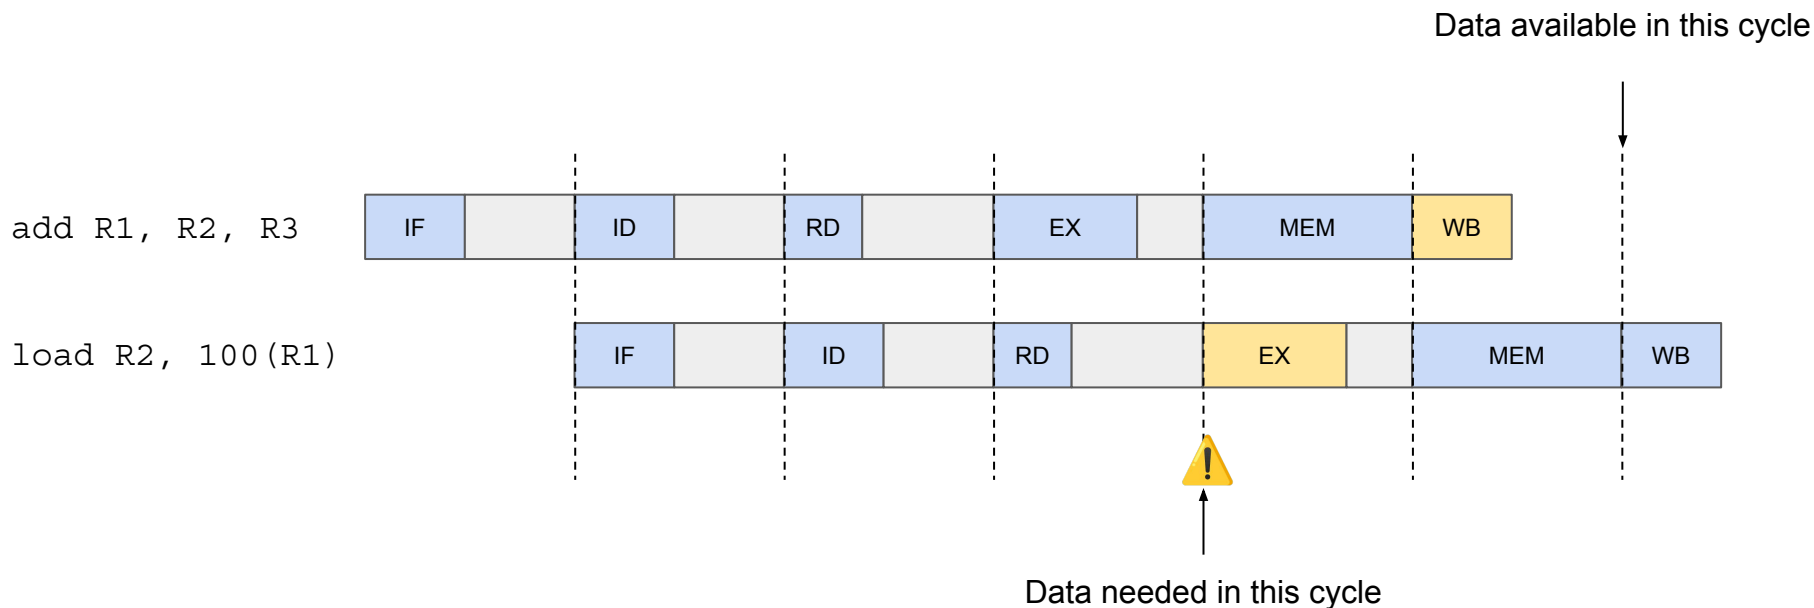 Data available in this cycle
add R1, R2, R3 IF ID RD EX MEM WB
load R2, 100(R1) IF ID RD EX MEM WB
Data needed in this cycle